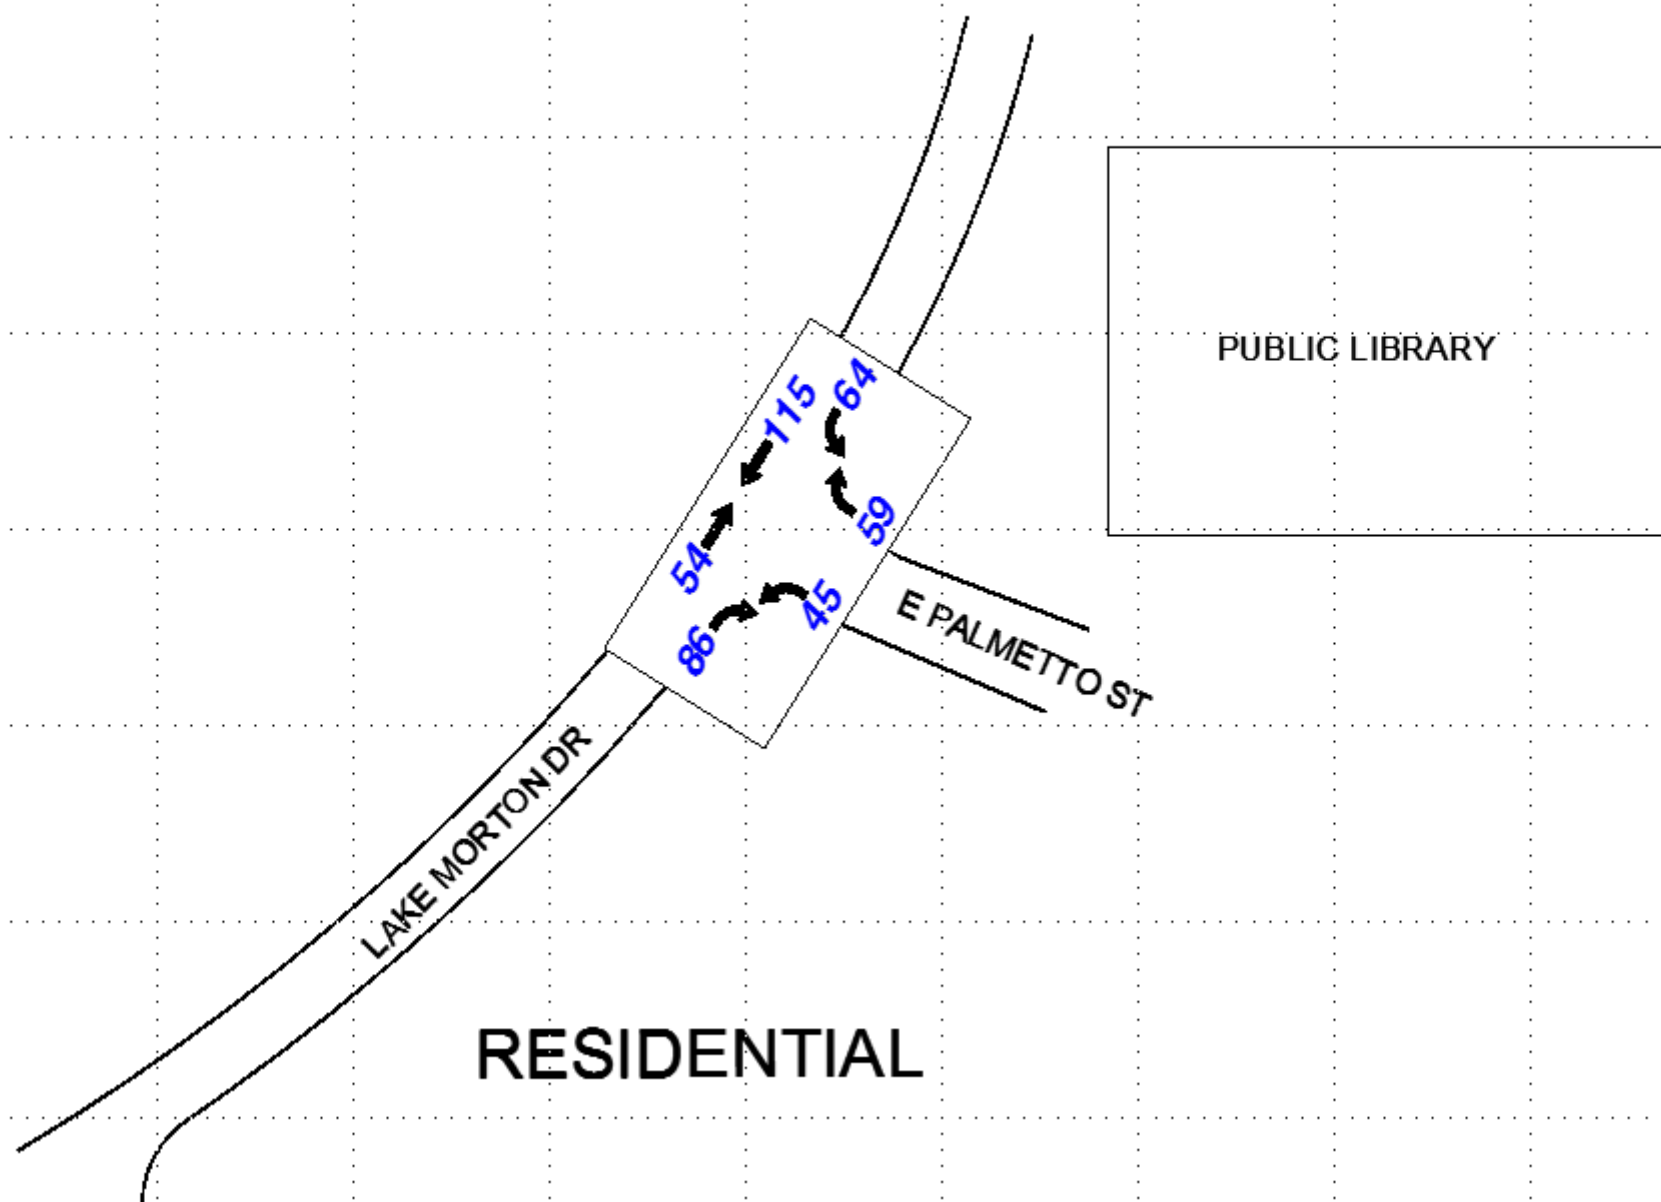 115
64
PUBLIC LIBRARY
59
54
45
86
E PALMETTO ST
LAKE MORTON DR
RESIDENTIAL